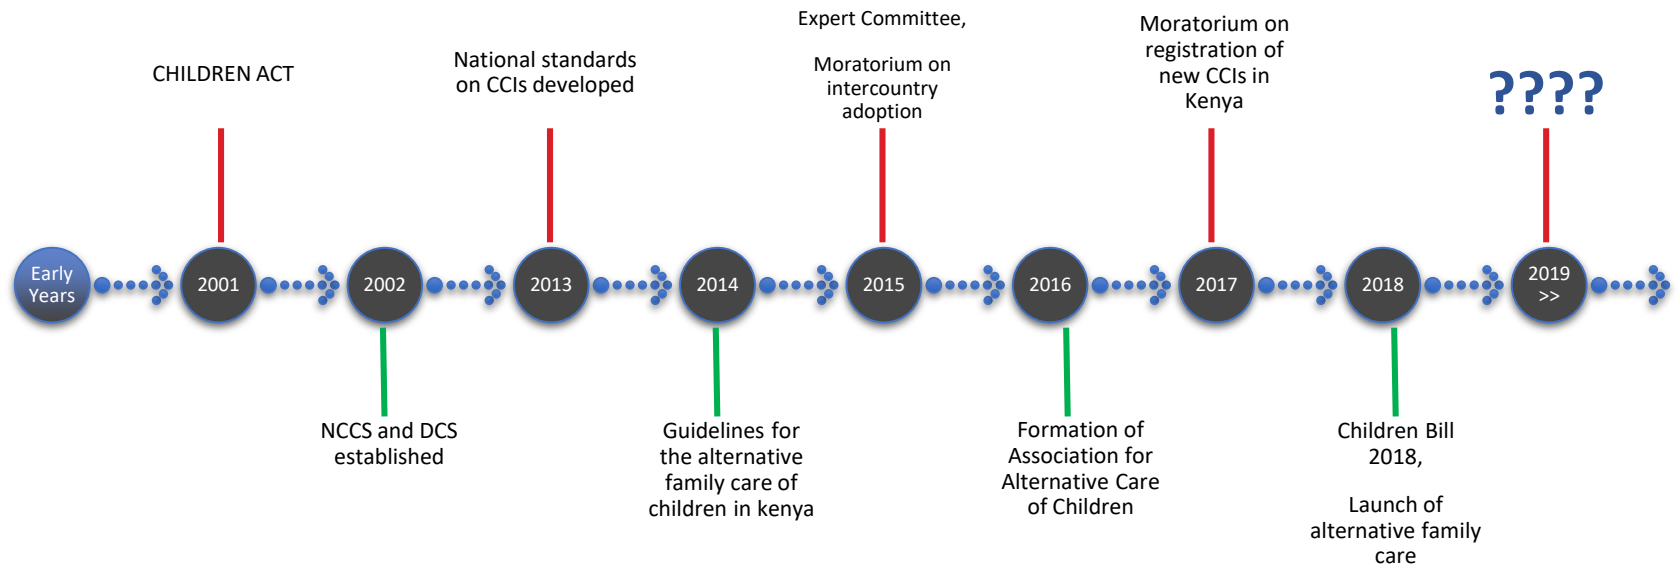 CHILDREN ACT
National standards
on CCIs developed
Expert Committee,
Moratorium on
intercountry
adoption
Moratorium on
registration of
new CCIs in
Kenya
????
Early
Years
2001
2002
2013
2014
2015
2016
2017
2018
2019
>>
NCCS and DCS
established
Guidelines for
the alternative
family care of
children in kenya
Formation of
Association for
Alternative Care
of Children
Children Bill
2018,
Launch of
alternative family
care